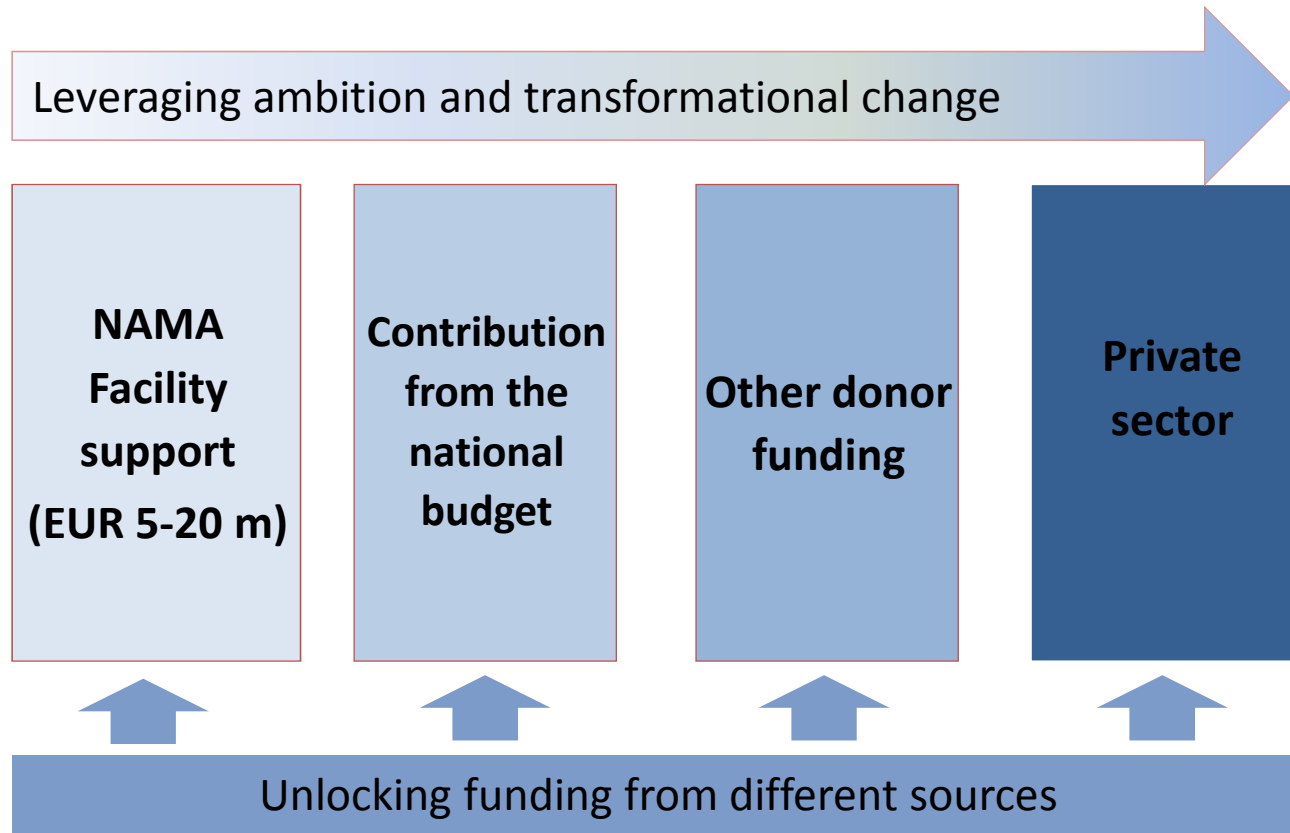 Leveraging ambition and transformational change
NAMA
Facility
support
(EUR 5-20 m)
Contribution
from the
national
budget
Other donor
funding
Private
sector
Unlocking funding from different sources